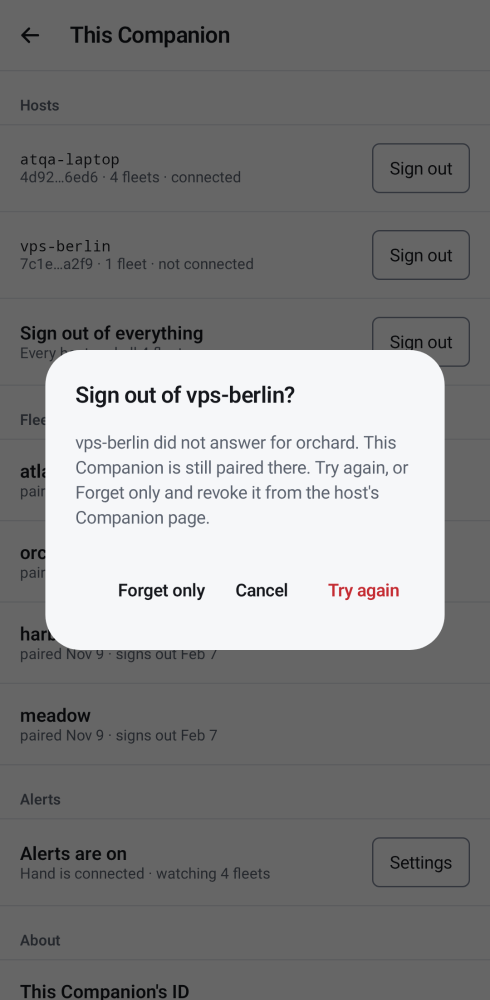 This Companion
Hosts
atqa-laptop
4d92…6ed6 · 4 fleets · connected
Sign out
vps-berlin
7c1e…a2f9 · 1 fleet · not connected
Sign out
Sign out of everything
Every
Sign out
Sign out of vps-berlin?
vps-berlin did not answer for orchard. This
Companion is still paired there. Try again, or
Forget only and revoke it from the host's
Companion page.
Forget only
Cancel
Try again
paired Nov 9 · signs out Feb 7
meadow
paired Nov 9 · signs out Feb 7
Alerts
Alerts are on
Hand is connected · watching 4 fleets
Settings
About
This Companion's ID